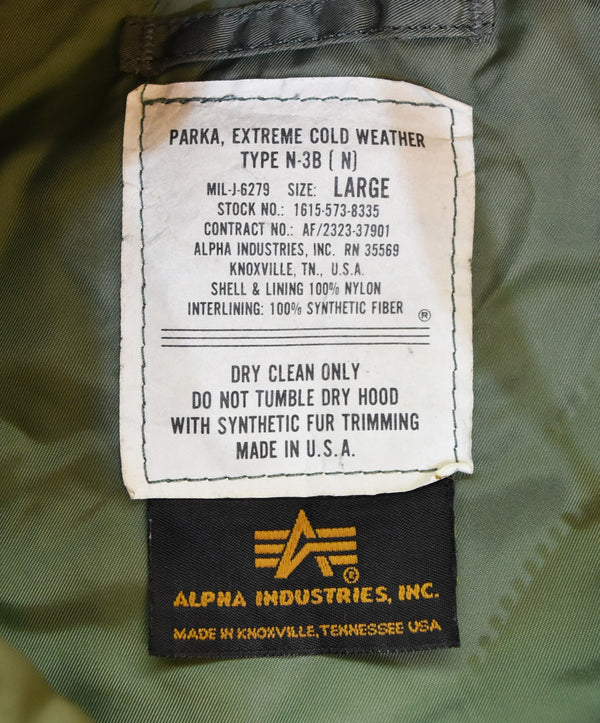 PARKA, EXTREME COLD WEATHER
TYPE N-3B ( N)
MIL-J-6279 SIZE: LARGE
STOCK NO.: 1615-573-8335
CONTRACT NO.: AF/2323-37901
ALPHA INDUSTRIES, INC. RN 35569
KNOXVILLE, TN., U.S.A.
SHELL & LINING 100% NYLON
INTERLINING: 100% SYNTHETIC FIBER ®
DRY CLEAN ONLY
DO NOT TUMBLE DRY HOOD
WITH SYNTHETIC FUR TRIMMING
MADE IN U.S.A.
®
ALPHA INDUSTRIES, INC.
MADE IN KNOXVILLE, TENNESSEE USA